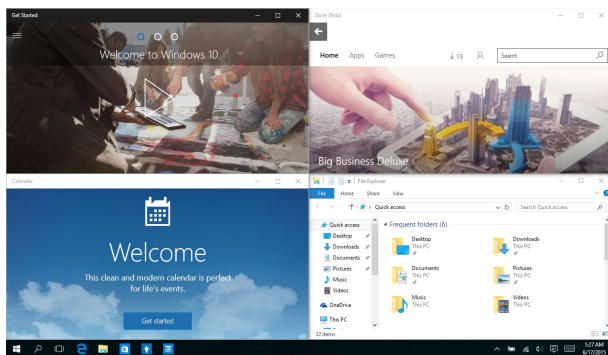 Get Started
Welcome to Windows 10
Store (Beta)
Home Apps Games
19
Search
Big Business Deluxe
Calendar
Welcome
This clean and modern calendar is perfect
for life's events.
Get started
File Explorer
File Home Share View
Quick access
Search Quick access
Quick access
Desktop
Downloads
Documents
Pictures
Music
Videos
OneDrive
This PC
22 items
Frequent folders (6)
Desktop
This PC
Downloads
This PC
Documents
This PC
Pictures
This PC
Music
This PC
Videos
This PC
1:27 AM
6/17/2015